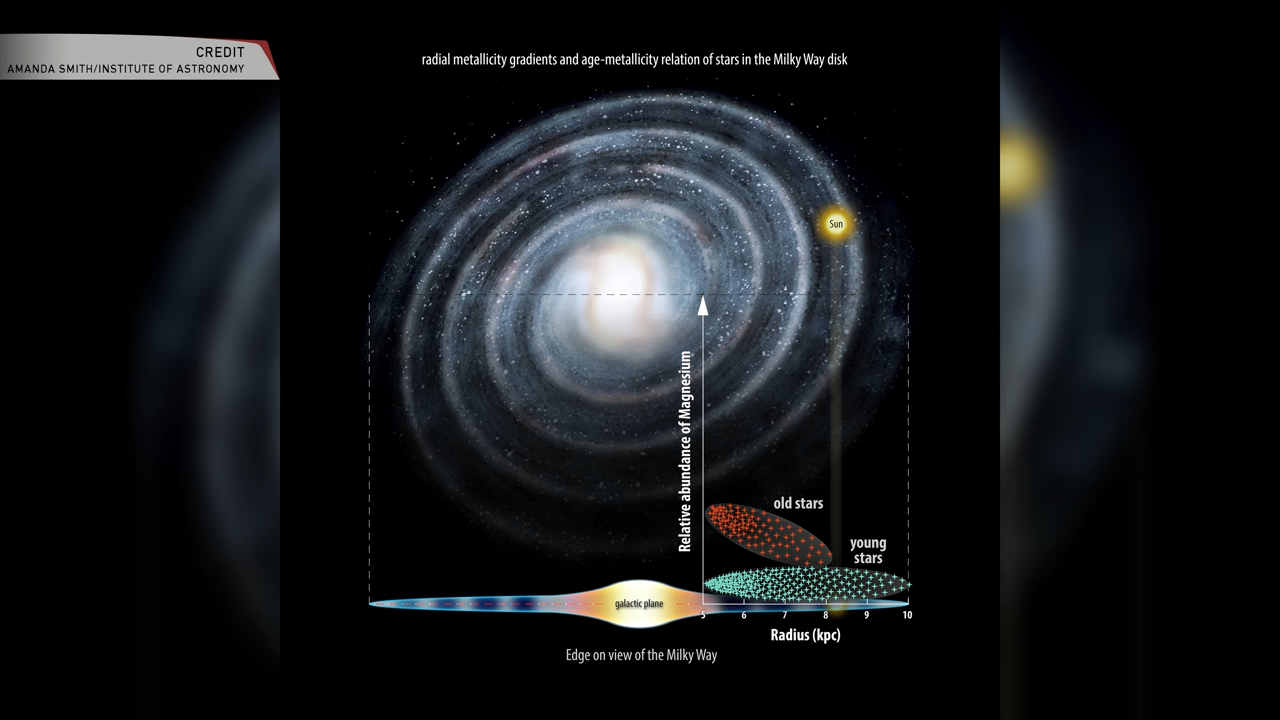 CREDIT
AMANDA SMITH/INSTITUTE OF ASTRONOMY
radial metallicity gradients and age-metallicity relation of stars in the Milky Way disk
Sun
Relative abundance of Magnesium
old stars
young
stars
galactic plane
5 6 7 8 9 10
Radius (kpc)
Edge on view of the Milky Way